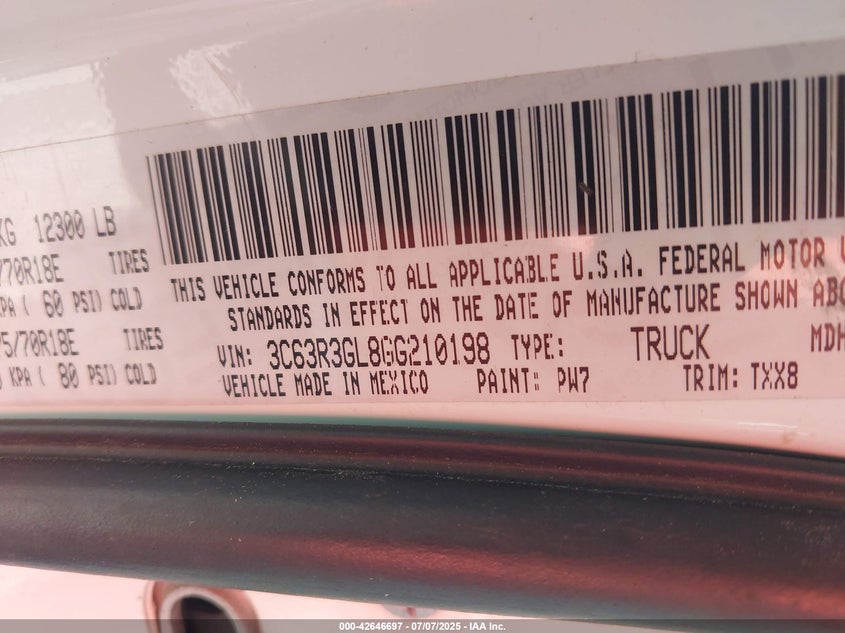 KG 12300 LB
/70R18E TIRES
KPA ( 60 PSI) COLD
5/70R18E TIRES
KPA ( 80 PSI) COLD
THIS VEHICLE CONFORMS TO ALL APPLICABLE U.S.A. FEDERAL MOTOR V
STANDARDS IN EFFECT ON THE DATE OF MANUFACTURE SHOWN ABO
VIN: 3C63R3GL8GG210198 TYPE: TRUCK MDH
VEHICLE MADE IN MEXICO PAINT: PW7 TRIM: TXX8
000-42646697 - 07/07/2025 - IAA Inc.